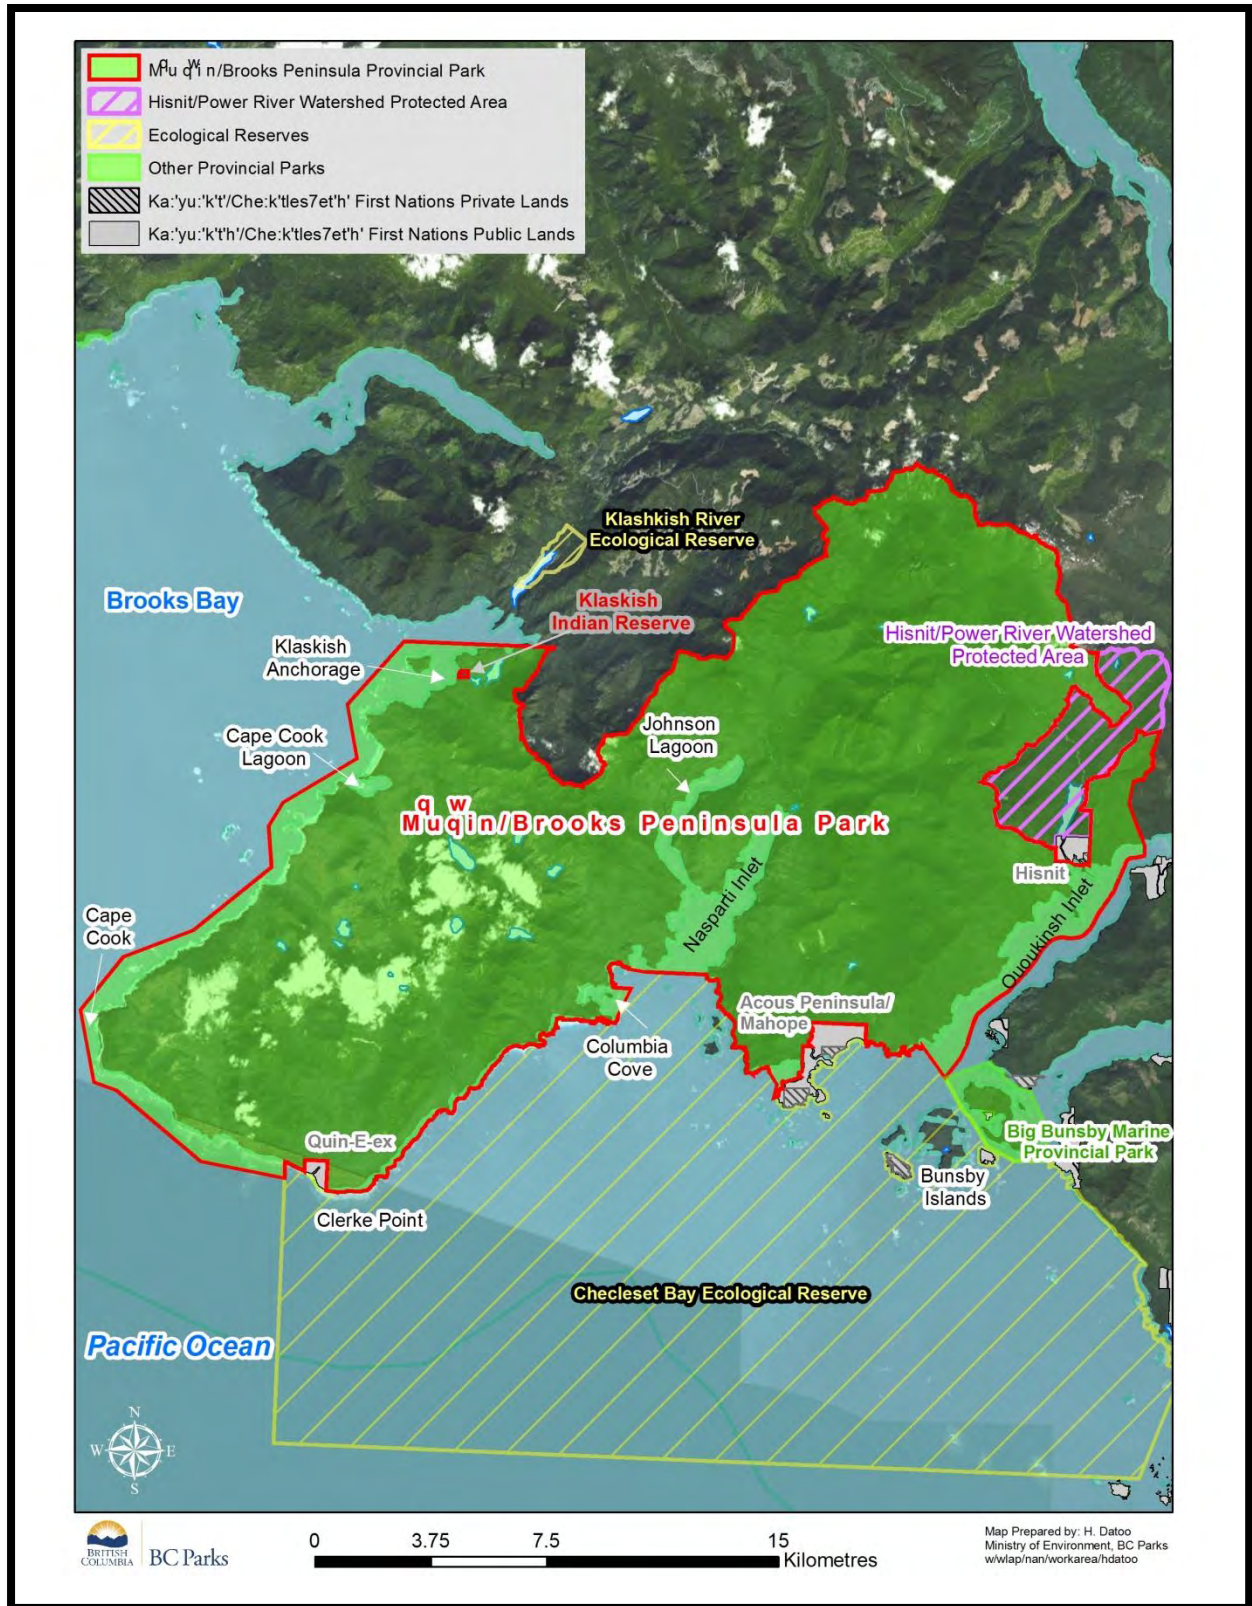 Muqin/Brooks Peninsula Provincial Park
q w
Hisnit/Power River Watershed Protected Area
Ecological Reserves
Other Provincial Parks
Ka:'yu:'k't'/Che:k'tles7et'h' First Nations Private Lands
Ka:'yu:'k't'h'/Che:k'tles7et'h' First Nations Public Lands
Klashkish River
Ecological Reserve
Brooks Bay
Klaskish
Indian Reserve
Klaskish
Anchorage
Hisnit/Power River Watershed
Protected Area
Johnson
Lagoon
Cape Cook
Lagoon
q w
Muqin/Brooks Peninsula Park
Hisnit
Nasparti Inlet
Ououkinsh Inlet
Cape
Cook
Acous Peninsula/
Mahope
Columbia
Cove
Quin-E-ex
Big Bunsby Marine
Provincial Park
Bunsby
Islands
Clerke Point
Checleset Bay Ecological Reserve
Pacific Ocean
N
W E
S
BRITISH
COLUMBIA
BC Parks
0 3.75 7.5 15
Kilometres
Map Prepared by: H. Datoo
Ministry of Environment, BC Parks
w/wlap/nan/workarea/hdatoo